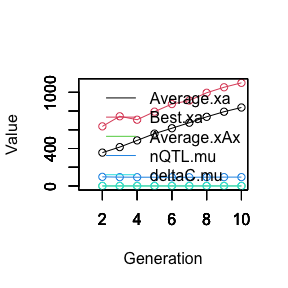 1000
400
0
Value
Average.xa
Best.xa
Average.xAx
nQTL.mu
deltaC.mu
2 4 6 8 10
Generation